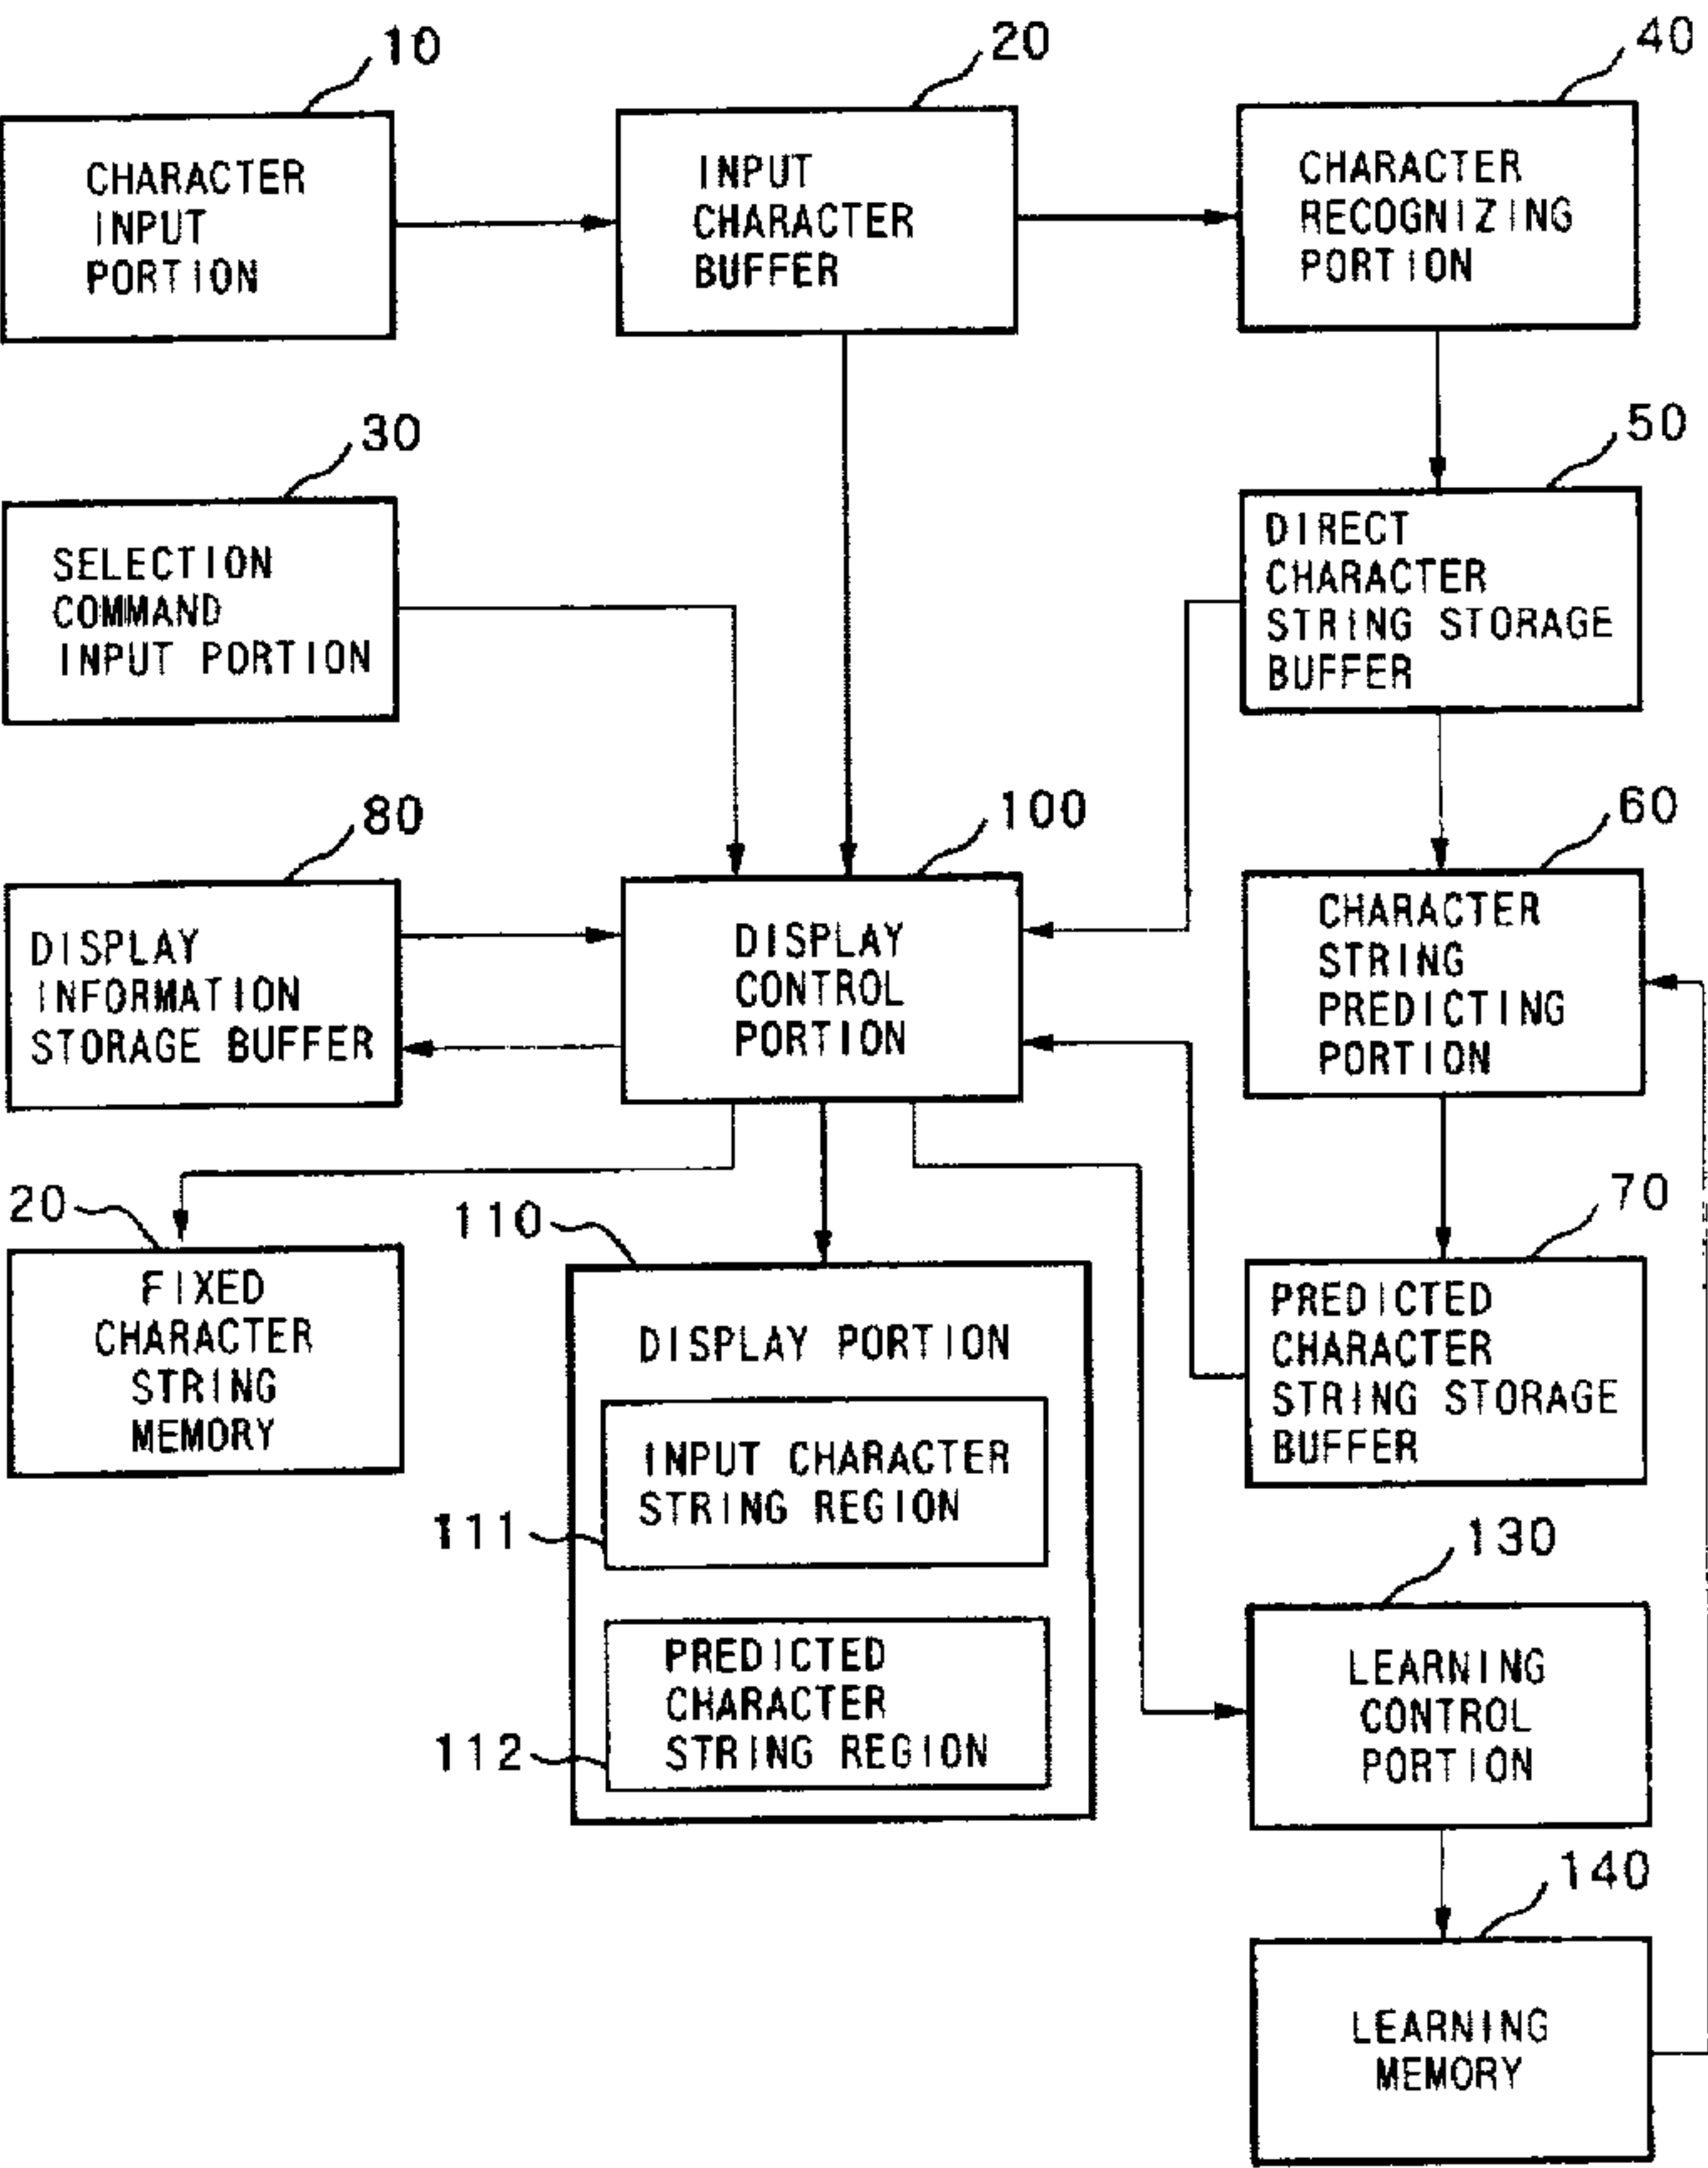 10
CHARACTER
INPUT
PORTION
20
INPUT
CHARACTER
BUFFER
40
CHARACTER
RECOGNIZING
PORTION
30
SELECTION
COMMAND
INPUT PORTION
50
DIRECT
CHARACTER
STRING STORAGE
BUFFER
80
DISPLAY
INFORMATION
STORAGE BUFFER
100
DISPLAY
CONTROL
PORTION
60
CHARACTER
STRING
PREDICTING
PORTION
20
FIXED
CHARACTER
STRING
MEMORY
110
DISPLAY PORTION
INPUT CHARACTER
STRING REGION
111
PREDICTED
CHARACTER
STRING REGION
112
70
PREDICTED
CHARACTER
STRING STORAGE
BUFFER
130
LEARNING
CONTROL
PORTION
140
LEARNING
MEMORY